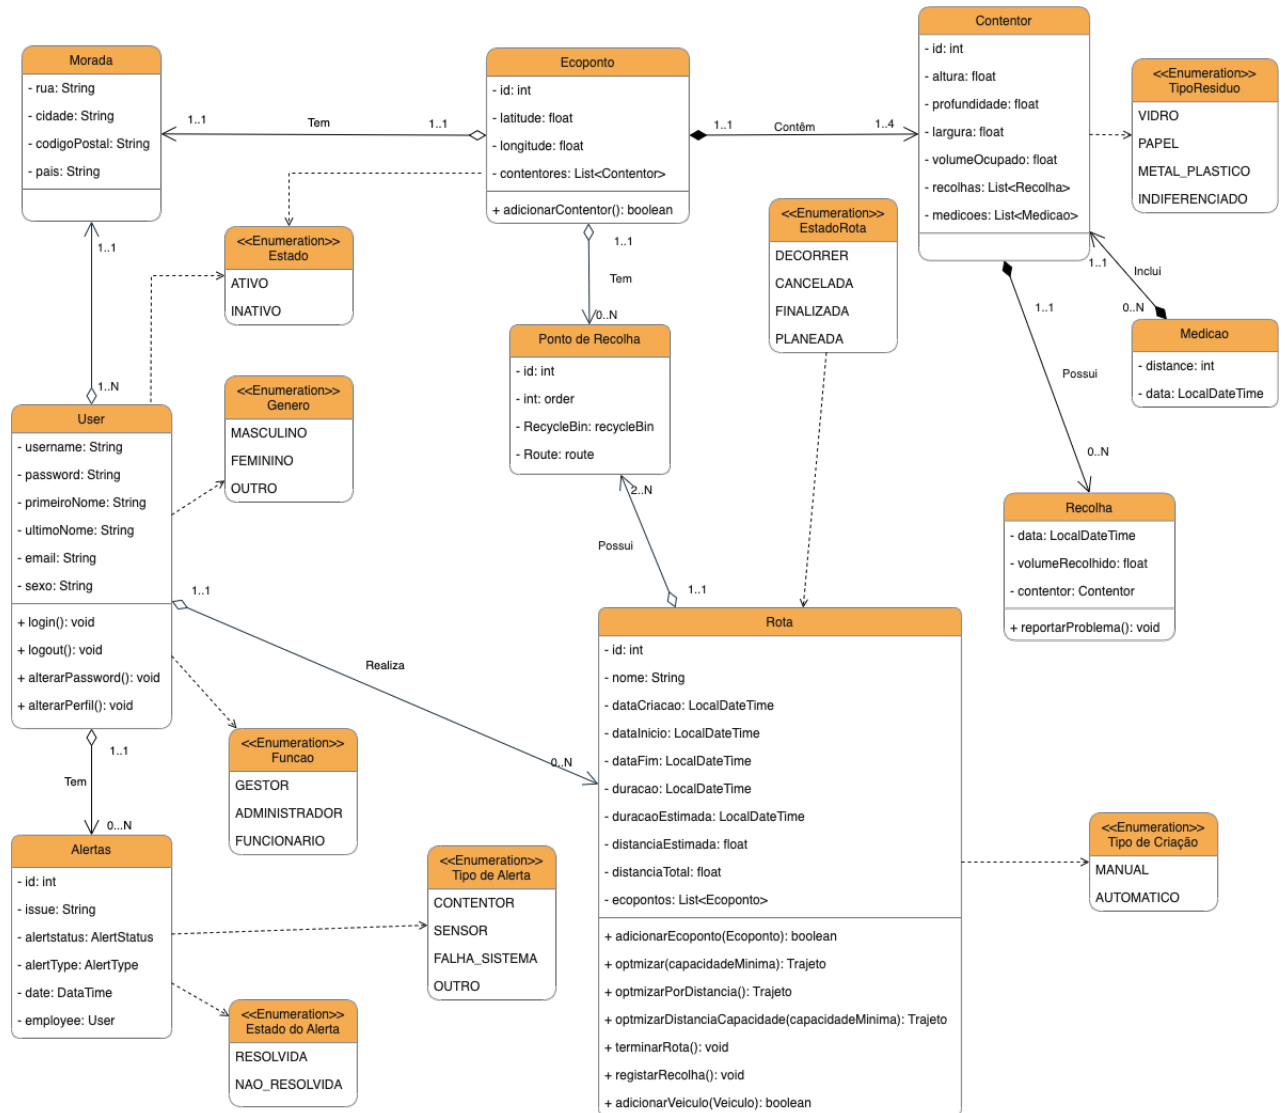 Contentor
- id: int
- altura: float
- profundidade: float
- largura: float
- volumeOcupado: float
- recolhas: List<Recolha>
- medicoes: List<Medicao>
Morada
- rua: String
- cidade: String
- codigoPostal: String
- pais: String
Ecoponto
- id: int
- latitude: float
- longitude: float
- contentores: List<Contentor>
+ adicionarContentor(): boolean
<<Enumeration>>
TipoResiduo
VIDRO
PAPEL
METAL_PLASTICO
INDIFERENCIADO
1..1
Tem
1..1
1..1
Contêm
1..4
<<Enumeration>>
EstadoRota
DECORRER
CANCELADA
FINALIZADA
PLANEADA
<<Enumeration>>
Estado
ATIVO
INATIVO
1..1
1..1
Tem
0..N
1..1
Inclui
0..N
1..1
Possui
0..N
Medicao
- distance: int
- data: LocalDateTime
Ponto de Recolha
- id: int
- int: order
- RecycleBin: recycleBin
- Route: route
<<Enumeration>>
Genero
MASCULINO
FEMININO
OUTRO
1..N
User
- username: String
- password: String
- primeiroNome: String
- ultimoNome: String
- email: String
- sexo: String
+ login(): void
+ logout(): void
+ alterarPassword(): void
+ alterarPerfil(): void
2..N
Possui
1..1
Recolha
- data: LocalDateTime
- volumeRecolhido: float
- contentor: Contentor
+ reportarProblema(): void
1..1
Realiza
0..N
Rota
- id: int
- nome: String
- dataCriacao: LocalDateTime
- dataInicio: LocalDateTime
- dataFim: LocalDateTime
- duracao: LocalDateTime
- duracaoEstimada: LocalDateTime
- distanciaEstimada: float
- distanciaTotal: float
- ecopontos: List<Ecoponto>
+ adicionarEcoponto(Ecoponto): boolean
+ optmizar(capacidadeMinima): Trajeto
+ optmizarPorDistancia(): Trajeto
+ optmizarDistanciaCapacidade(capacidadeMinima): Trajeto
+ terminarRota(): void
+ registarRecolha(): void
+ adicionarVeiculo(Veiculo): boolean
<<Enumeration>>
Funcao
GESTOR
ADMINISTRADOR
FUNCIONARIO
1..1
Tem
0...N
Alertas
- id: int
- issue: String
- alertstatus: AlertStatus
- alertType: AlertType
- date: DataTime
- employee: User
<<Enumeration>>
Tipo de Alerta
CONTENTOR
SENSOR
FALHA_SISTEMA
OUTRO
<<Enumeration>>
Tipo de Criação
MANUAL
AUTOMATICO
<<Enumeration>>
Estado do Alerta
RESOLVIDA
NAO_RESOLVIDA